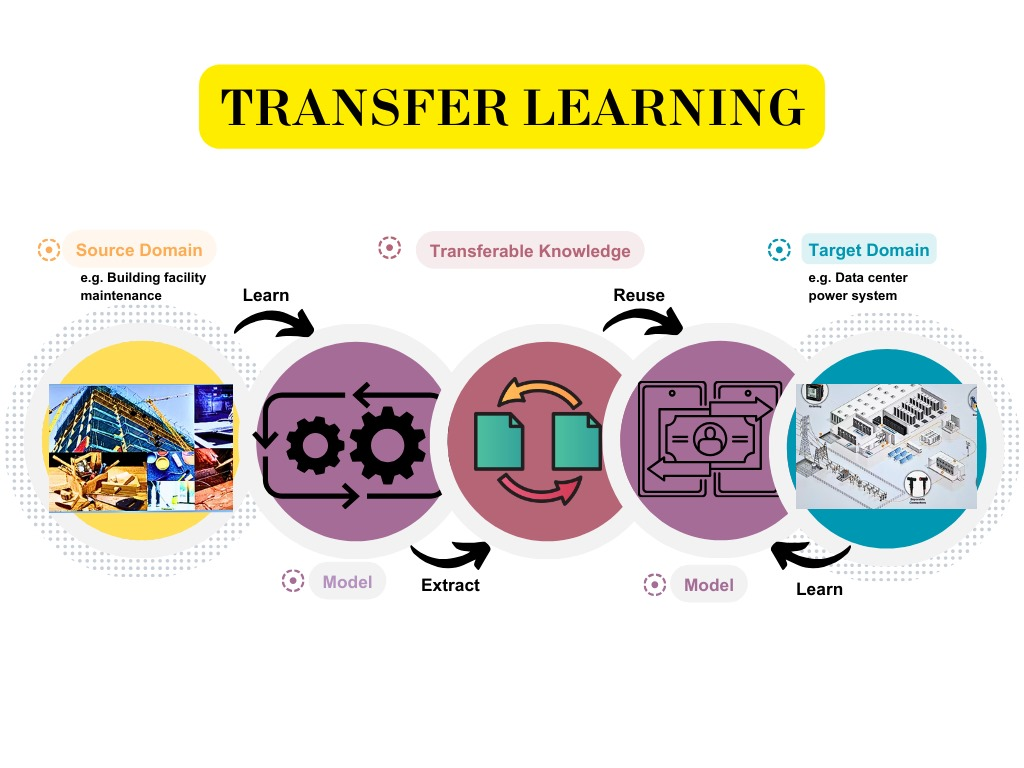 TRANSFER LEARNING
Source Domain
e.g. Building facility
maintenance
Learn
Transferable Knowledge
Reuse
Target Domain
e.g. Data center
power system
Model
Extract
Model
Learn